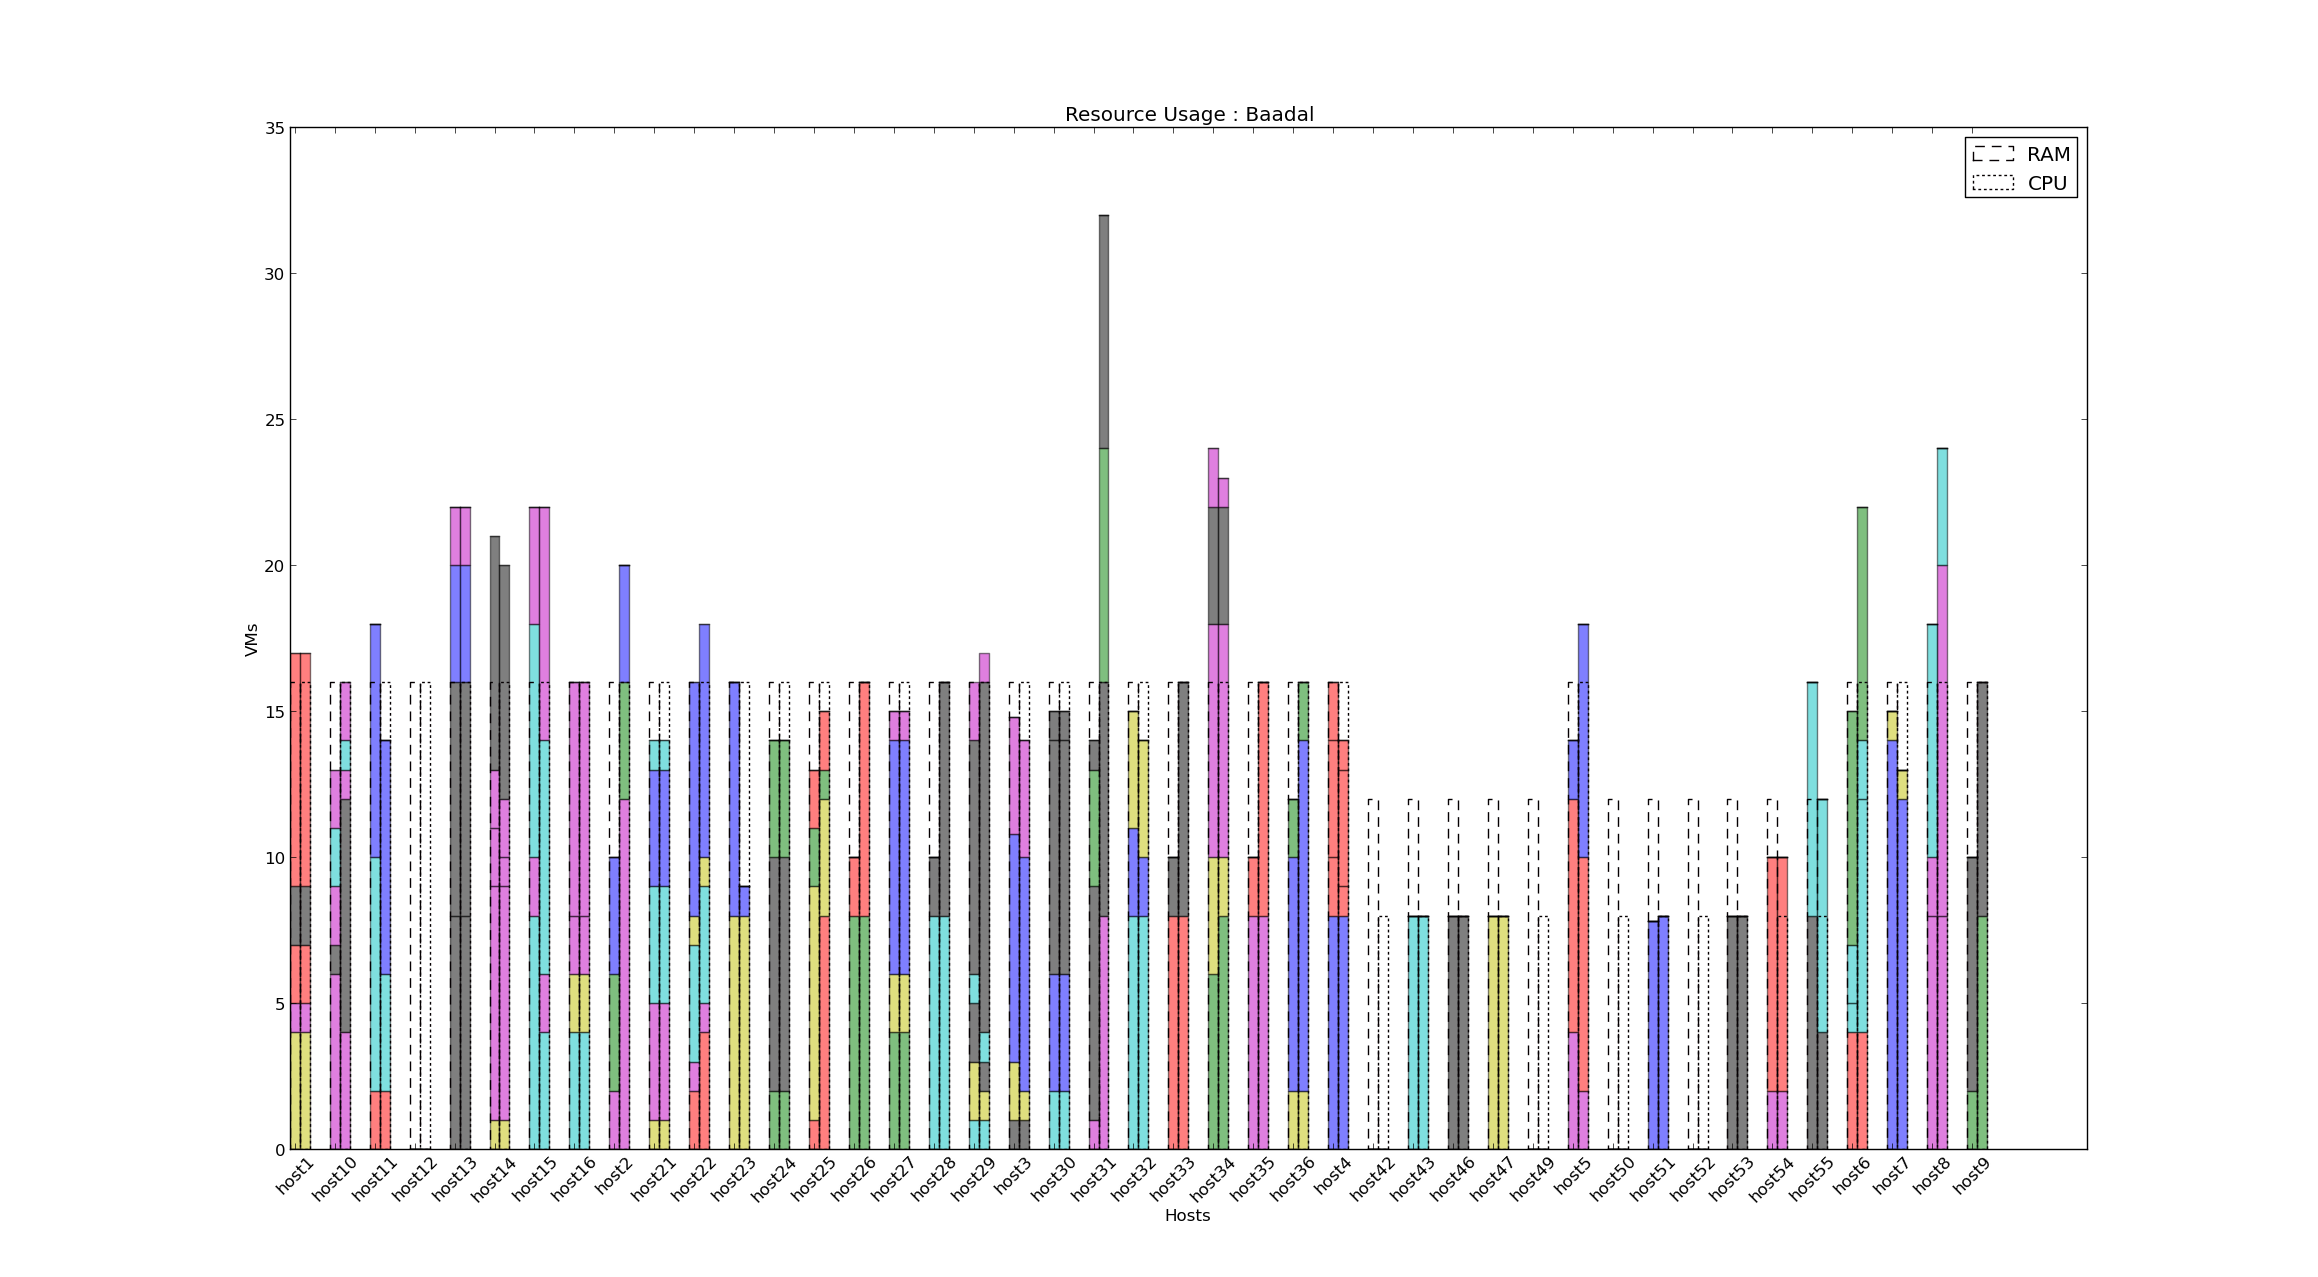 Resource Usage : Baadal
RAM
CPU
35
30
25
20
15
10
5
0
VMs
host1 host10 host11 host12 host13 host14 host15 host16 host2 host21 host22 host23 host24 host25 host26 host27 host28 host29 host3 host30 host31 host32 host33 host34 host35 host36 host4 host42 host43 host46 host47 host49 host5 host50 host51 host52 host53 host54 host55 host6 host7 host8 host9
Hosts